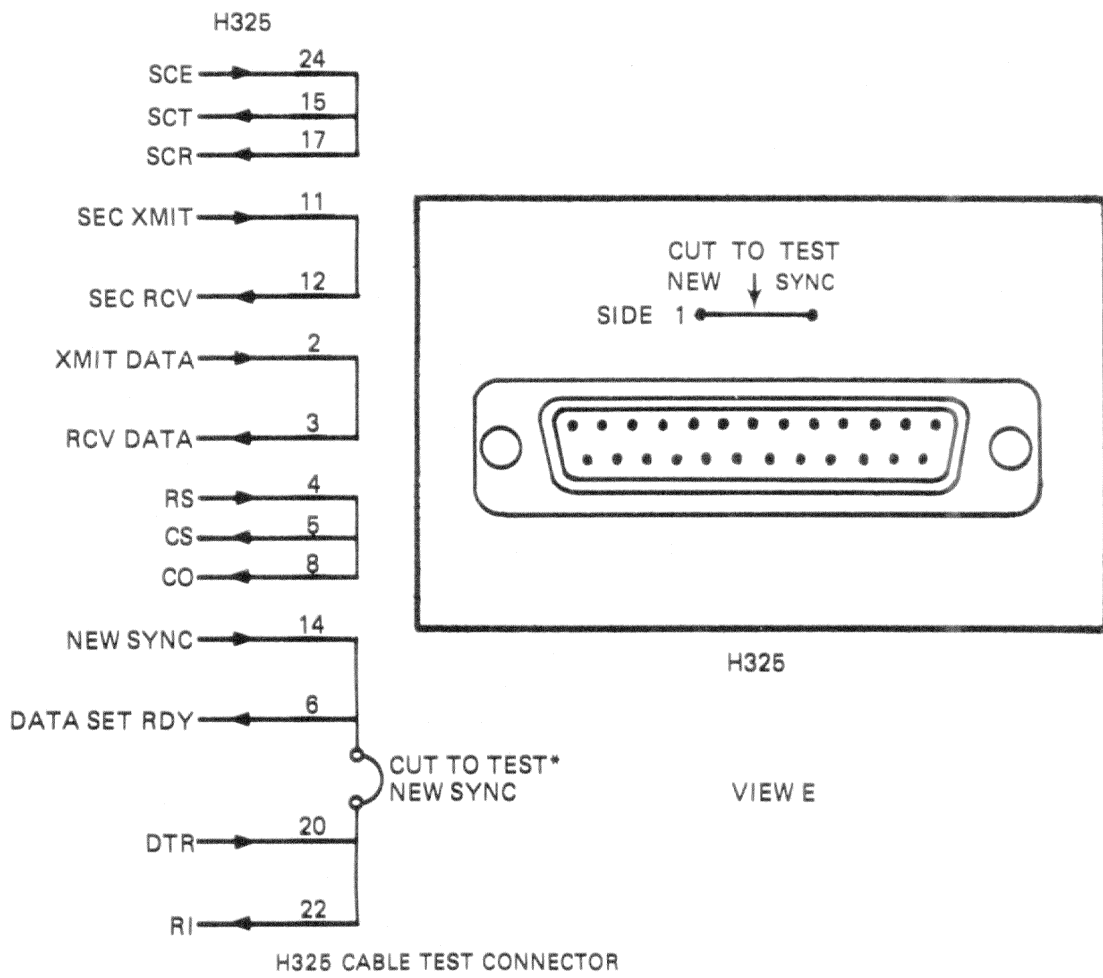 H325
SCE 24
SCT 15
SCR 17
SEC XMIT 11
SEC RCV 12
XMIT DATA 2
RCV DATA 3
RS 4
CS 5
CO 8
NEW SYNC 14
DATA SET RDY 6
CUT TO TEST*
NEW SYNC
DTR 20
RI 22
H325 CABLE TEST CONNECTOR
CUT TO TEST
NEW SYNC
SIDE 1
H325
VIEW E